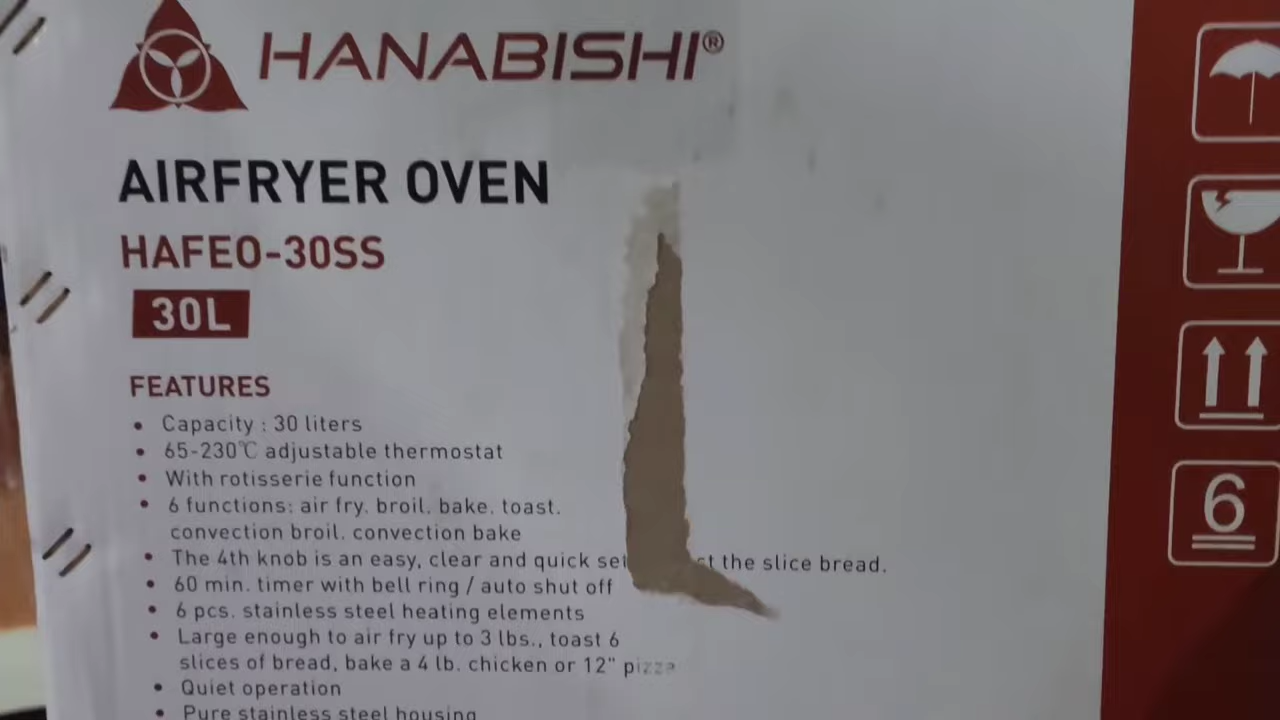 HANABISHI®
AIRFRYER OVEN
HAFEO-30SS
30L
FEATURES
• Capacity : 30 liters
• 65-230℃ adjustable thermostat
• With rotisserie function
• 6 functions: air fry. broil. bake. toast.
convection broil. convection bake
• The 4th knob is an easy, clear and quick the slice bread.
• 60 min. timer with bell ring / auto shut off
• 6 pcs. stainless steel heating elements
• Large enough to air fry up to 3 lbs., toast 6
slices of bread, bake a 4 lb. chicken or 12" pizza
• Quiet operation
• Pure stainless steel housing
6